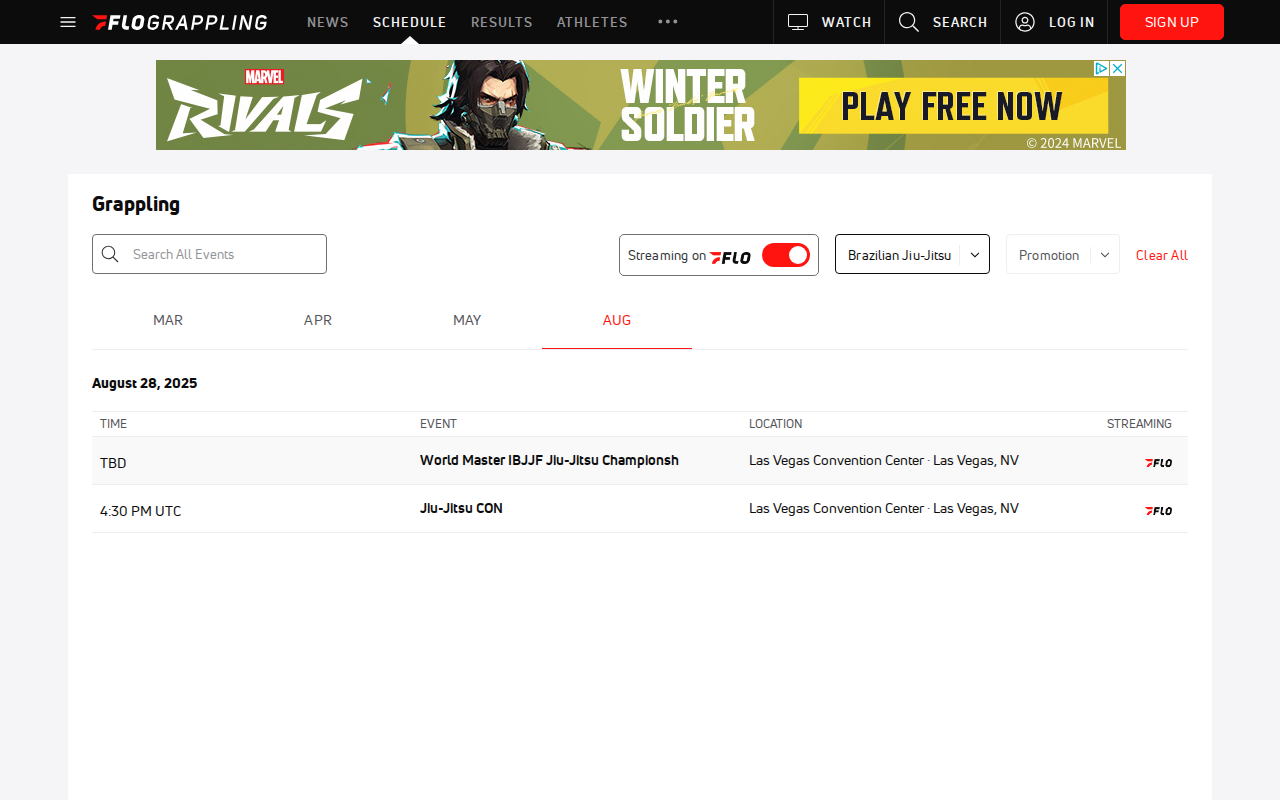 FLOGRAPPLING NEWS SCHEDULE RESULTS ATHLETES WATCH SEARCH LOG IN SIGN UP
MARVEL
RIVALS
WINTER
SOLDIER
PLAY FREE NOW
© 2024 MARVEL
Grappling
Search All Events
Streaming on FLO
Brazilian Jiu-Jitsu
Promotion
Clear All
MAR APR MAY AUG
August 28, 2025
TIME EVENT LOCATION STREAMING
TBD World Master IBJJF Jiu-Jitsu Championsh Las Vegas Convention Center · Las Vegas, NV FLO
4:30 PM UTC Jiu-Jitsu CON Las Vegas Convention Center · Las Vegas, NV FLO